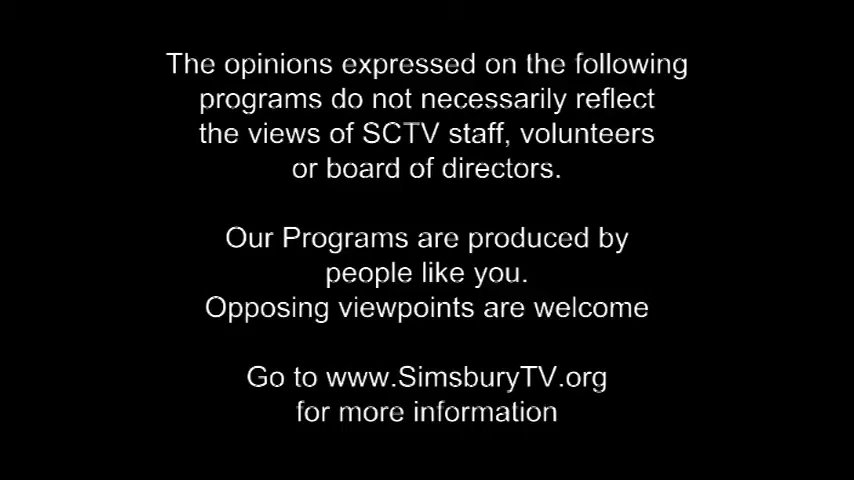 The opinions expressed on the following
programs do not necessarily reflect
the views of SCTV staff, volunteers
or board of directors.
Our Programs are produced by
people like you.
Opposing viewpoints are welcome
Go to www.SimsburyTV.org
for more information